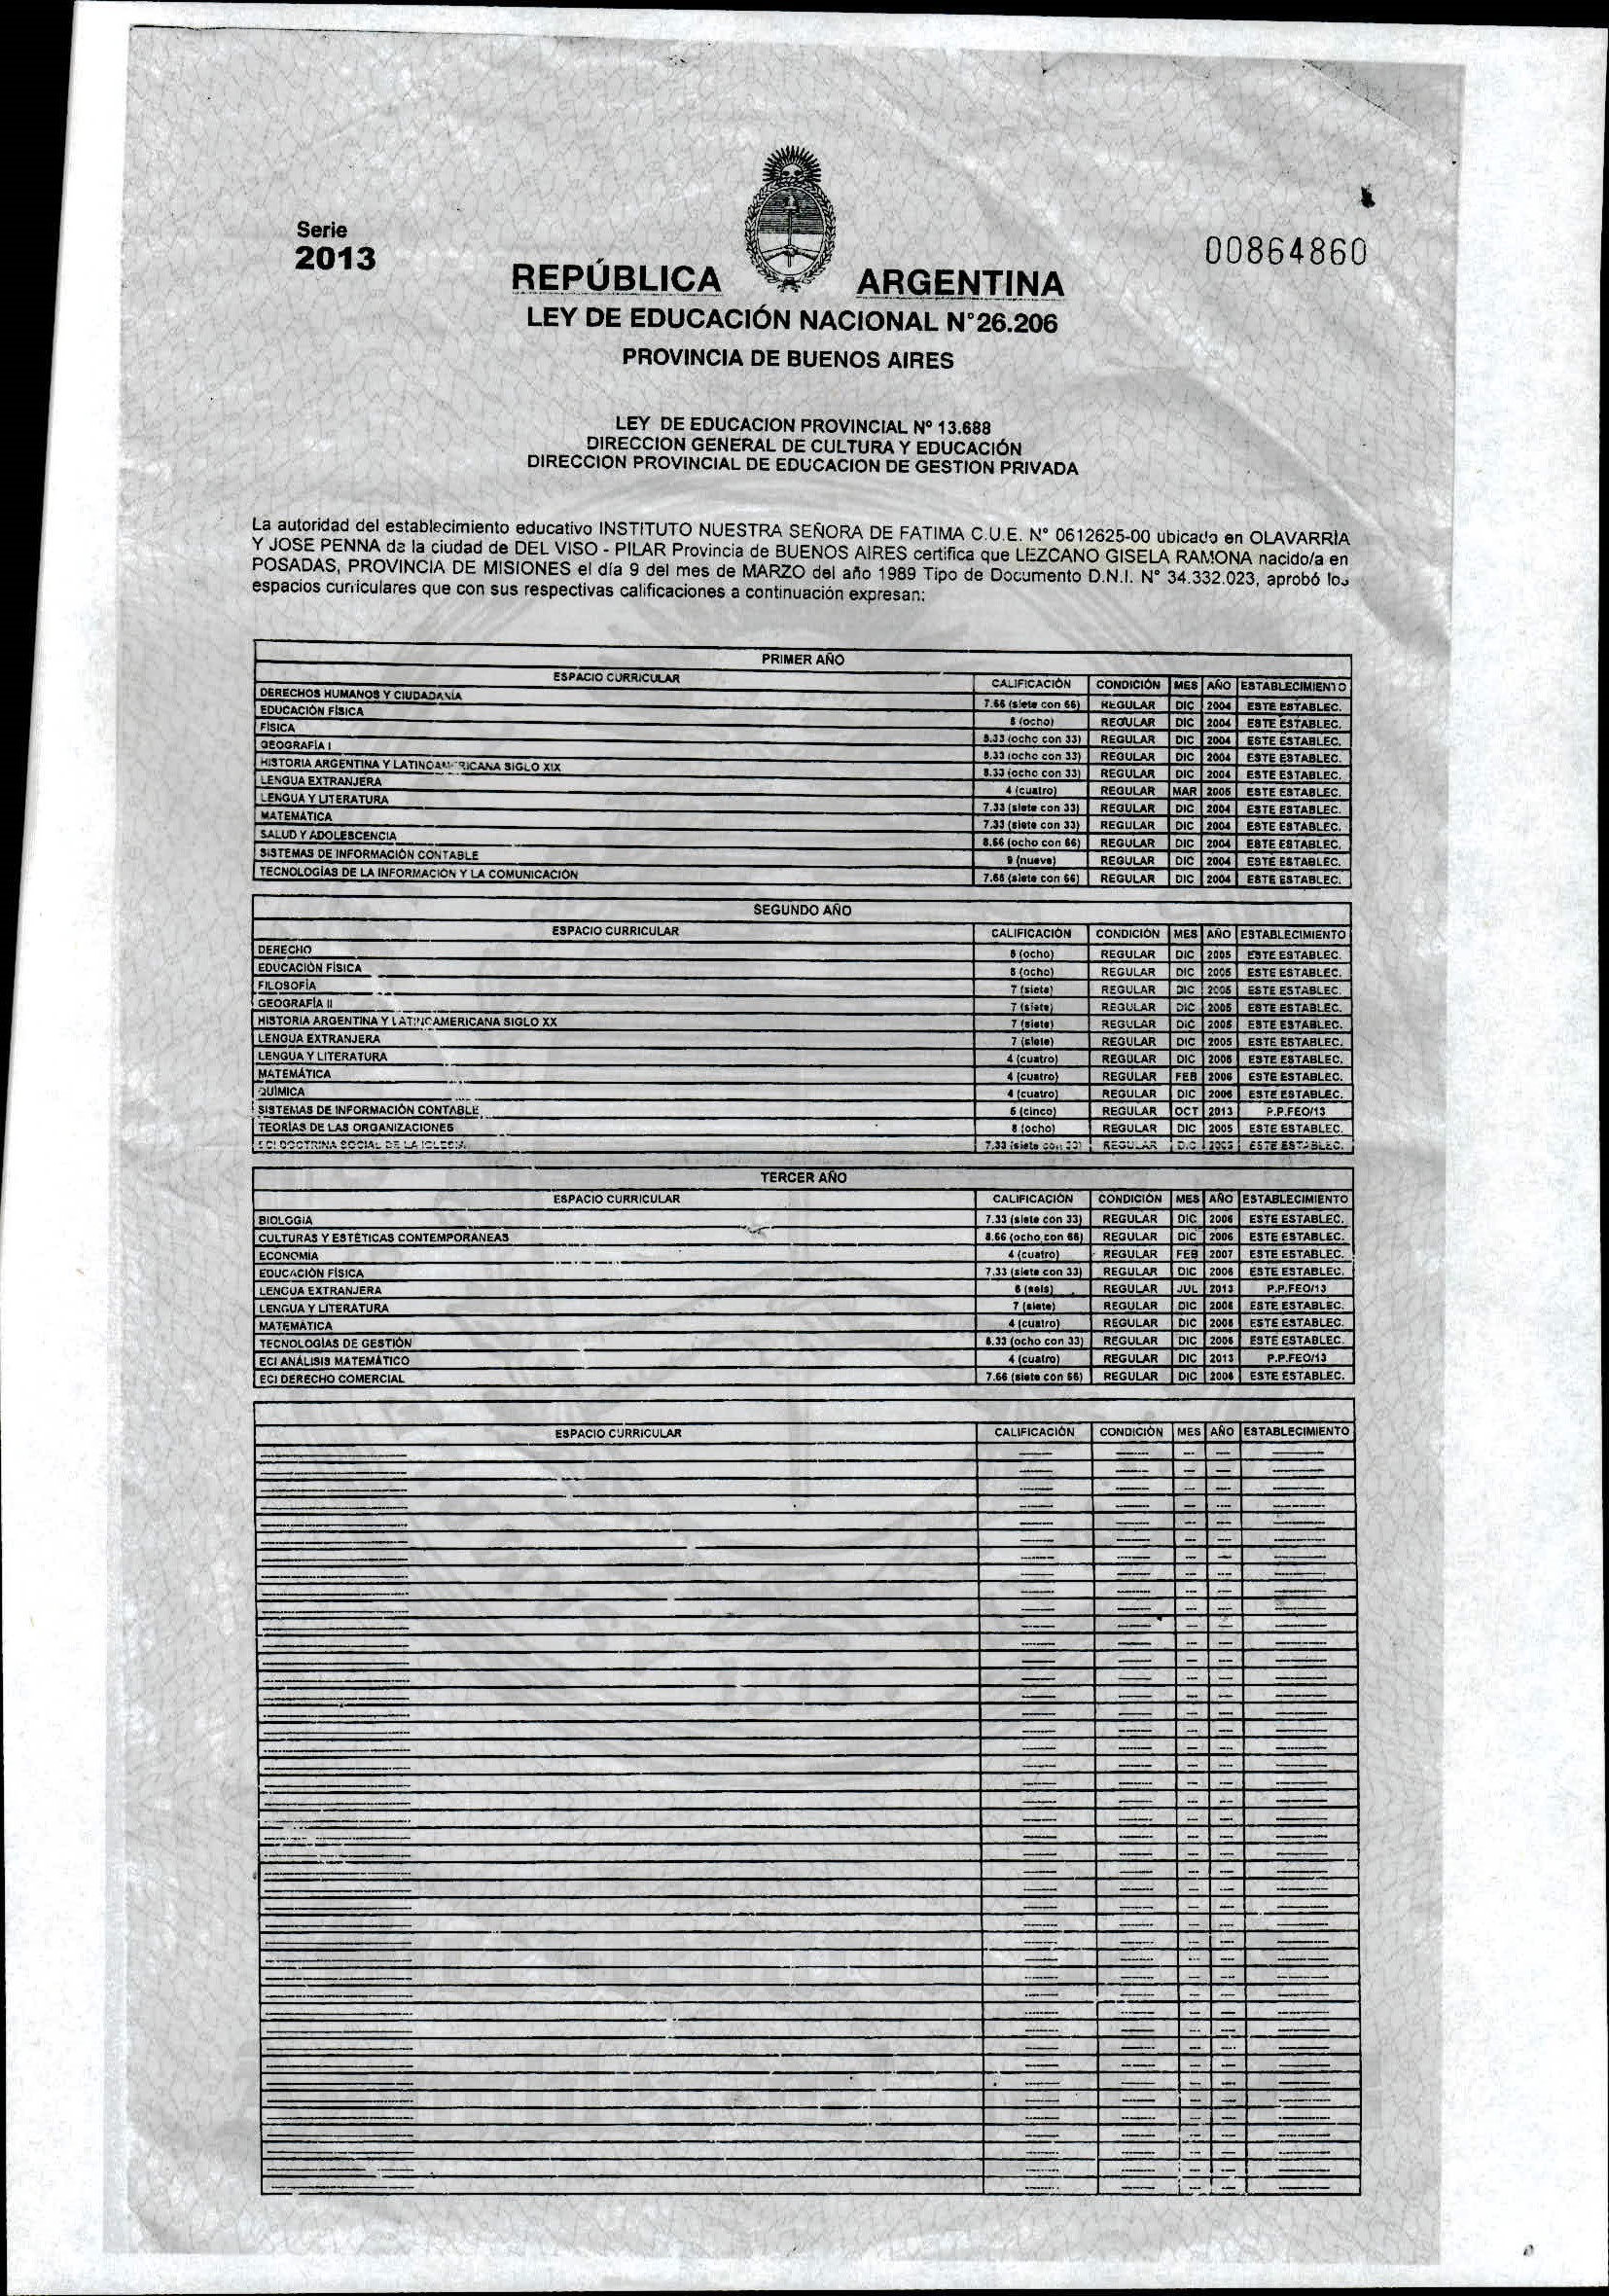 Serie
2013
00864860
REPÚBLICA ARGENTINA
LEY DE EDUCACIÓN NACIONAL N°26.206
PROVINCIA DE BUENOS AIRES
LEY DE EDUCACION PROVINCIAL Nº 13.688
DIRECCION GENERAL DE CULTURA Y EDUCACIÓN
DIRECCION PROVINCIAL DE EDUCACION DE GESTION PRIVADA
La autoridad del establecimiento educativo INSTITUTO NUESTRA SEÑORA DE FATIMA C.U.E. N° 0612625-00 ubicado en OLAVARRÍA
Y JOSE PENNA de la ciudad de DEL VISO - PILAR Provincia de BUENOS AIRES certifica que LEZCANO GISELA RAMONA nacido/a en
POSADAS, PROVINCIA DE MISIONES el día 9 del mes de MARZO del año 1989 Tipo de Documento D.N.I. N° 34.332.023, aprobó los
espacios curriculares que con sus respectivas calificaciones a continuación expresan:
PRIMER AÑO
ESPACIO CURRICULAR CALIFICACIÓN CONDICIÓN MES AÑO ESTABLECIMIENTO
DERECHOS HUMANOS Y CIUDADANÍA 7.66 (siete con 66) REGULAR DIC 2004 ESTE ESTABLEC.
EDUCACIÓN FÍSICA 8 (ocho) REGULAR DIC 2004 ESTE ESTABLEC.
FÍSICA 8.33 (ocho con 33) REGULAR DIC 2004 ESTE ESTABLEC.
GEOGRAFÍA I 8.33 (ocho con 33) REGULAR DIC 2004 ESTE ESTABLEC.
HISTORIA ARGENTINA Y LATINOAMERICANA SIGLO XIX 8.33 (ocho con 33) REGULAR DIC 2004 ESTE ESTABLEC.
LENGUA EXTRANJERA 4 (cuatro) REGULAR MAR 2005 ESTE ESTABLEC.
LENGUA Y LITERATURA 7.33 (siete con 33) REGULAR DIC 2004 ESTE ESTABLEC.
MATEMÁTICA 7.33 (siete con 33) REGULAR DIC 2004 ESTE ESTABLEC.
SALUD Y ADOLESCENCIA 8.66 (ocho con 66) REGULAR DIC 2004 ESTE ESTABLEC.
SISTEMAS DE INFORMACIÓN CONTABLE 9 (nueve) REGULAR DIC 2004 ESTE ESTABLEC.
TECNOLOGÍAS DE LA INFORMACIÓN Y LA COMUNICACIÓN 7.66 (siete con 66) REGULAR DIC 2004 ESTE ESTABLEC.
SEGUNDO AÑO
ESPACIO CURRICULAR CALIFICACIÓN CONDICIÓN MES AÑO ESTABLECIMIENTO
DERECHO 8 (ocho) REGULAR DIC 2005 ESTE ESTABLEC.
EDUCACIÓN FÍSICA 8 (ocho) REGULAR DIC 2005 ESTE ESTABLEC.
FILOSOFÍA 7 (siete) REGULAR DIC 2005 ESTE ESTABLEC.
GEOGRAFÍA II 7 (siete) REGULAR DIC 2005 ESTE ESTABLEC.
HISTORIA ARGENTINA Y LATINOAMERICANA SIGLO XX 7 (siete) REGULAR DIC 2005 ESTE ESTABLEC.
LENGUA EXTRANJERA 7 (siete) REGULAR DIC 2005 ESTE ESTABLEC.
LENGUA Y LITERATURA 4 (cuatro) REGULAR DIC ESTE ESTABLEC.
MATEMÁTICA 4 (cuatro) REGULAR FEB 2006 ESTE ESTABLEC.
QUÍMICA 4 (cuatro) REGULAR DIC 2006 ESTE ESTABLEC.
SISTEMAS DE INFORMACIÓN CONTABLE (cinco) REGULAR OCT 2013 P.P.FEO/13
TEORÍAS DE LAS ORGANIZACIONES 8 (ocho) REGULAR DIC 2005 ESTE ESTABLEC.
ECI DOCTRINA SOCIAL DE LA IGLESIA 7.33 (siete con 33) REGULAR DIC ESTE ESTABLEC.
TERCER AÑO
ESPACIO CURRICULAR CALIFICACIÓN CONDICIÓN MES AÑO ESTABLECIMIENTO
BIOLOGÍA 7.33 (siete con 33) REGULAR DIC 2006 ESTE ESTABLEC.
CULTURAS Y ESTÉTICAS CONTEMPORÁNEAS 8.66 (ocho con 66) REGULAR DIC 2006 ESTE ESTABLEC.
ECONOMÍA 4 (cuatro) REGULAR FEB 2007 ESTE ESTABLEC.
EDUCACIÓN FÍSICA 7.33 (siete con 33) REGULAR DIC 2006 ESTE ESTABLEC.
LENGUA EXTRANJERA 6 (seis) REGULAR JUL 2013 P.P.FEO/13
LENGUA Y LITERATURA 7 (siete) REGULAR DIC 2006 ESTE ESTABLEC.
MATEMÁTICA 4 (cuatro) REGULAR DIC ESTE ESTABLEC.
TECNOLOGÍAS DE GESTIÓN 8.33 (ocho con 33) REGULAR DIC 2006 ESTE ESTABLEC.
ECI ANÁLISIS MATEMÁTICO 4 (cuatro) REGULAR DIC 2013 P.P.FEO/13
ECI DERECHO COMERCIAL 7.66 (siete con 66) REGULAR DIC 2006 ESTE ESTABLEC.
ESPACIO CURRICULAR CALIFICACIÓN CONDICIÓN MES AÑO ESTABLECIMIENTO